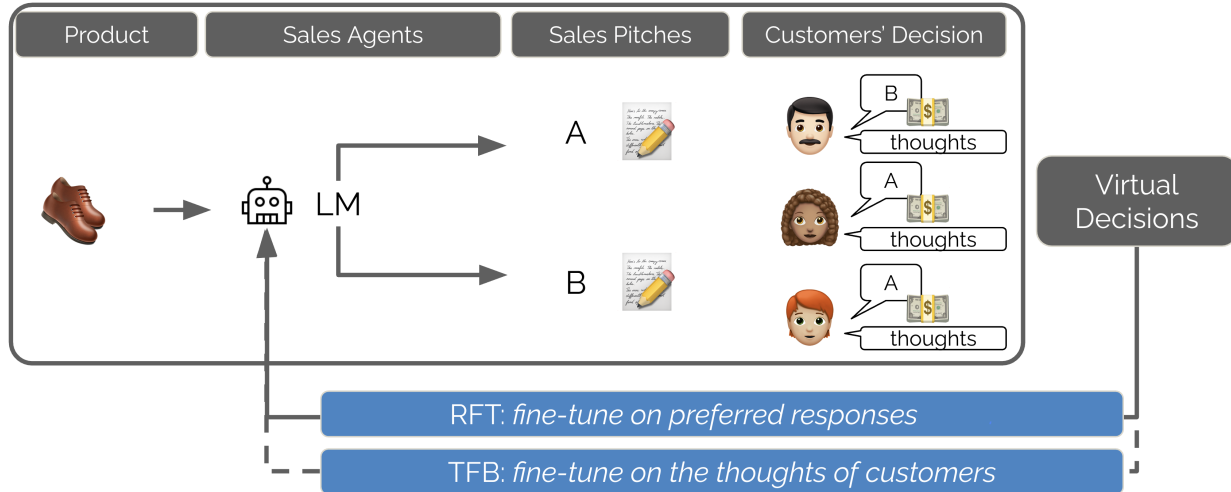 Product
Sales Agents
Sales Pitches
Customers' Decision
A
B
thoughts
LM
A
thoughts
B
A
thoughts
Virtual
Decisions
RFT: fine-tune on preferred responses
TFB: fine-tune on the thoughts of customers